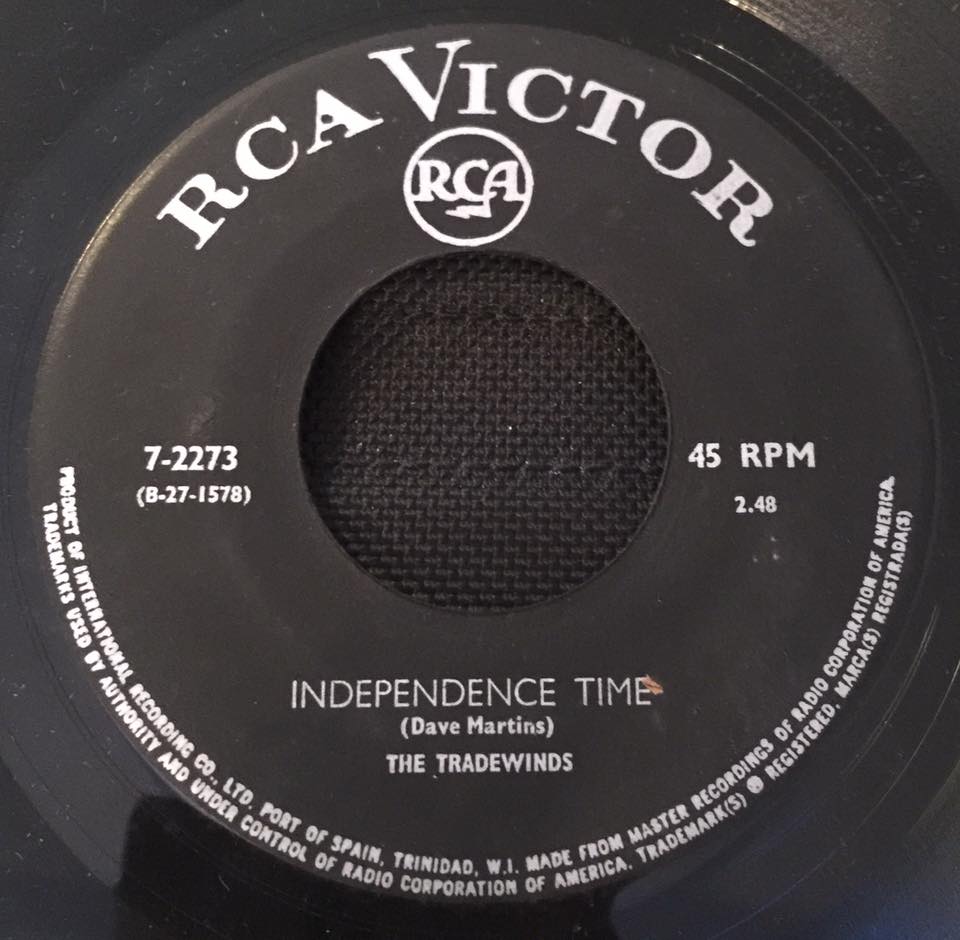 RCA VICTOR
RCA
7-2273
(B-27-1578)
45 RPM
2.48
INDEPENDENCE TIME
(Dave Martins)
THE TRADEWINDS
PRODUCT OF INTERNATIONAL RECORDING CO., LTD. PORT OF SPAIN, TRINIDAD, W.I. MADE FROM MASTER RECORDINGS OF RADIO CORPORATION OF AMERICA.
TRADEMARKS USED BY AUTHORITY AND UNDER CONTROL OF RADIO CORPORATION OF AMERICA, TRADEMARK(S) ® REGISTERED. MARCA(S) REGISTRADA(S)